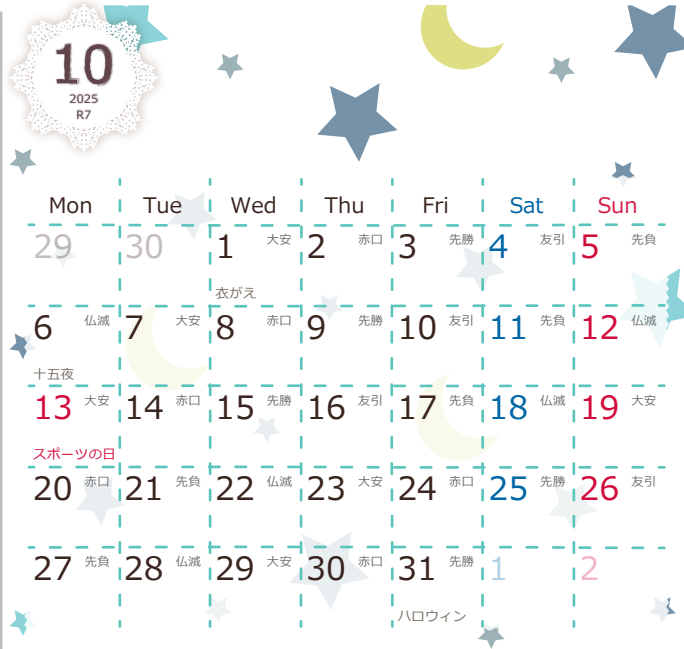 10
2025
R7
Mon Tue Wed Thu Fri Sat Sun
29 30 1 大安 2 赤口 3 先勝 4 友引 5 先負
衣がえ
6 仏滅 7 大安 8 赤口 9 先勝 10 友引 11 先負 12 仏滅
十五夜
13 大安 14 赤口 15 先勝 16 友引 17 先負 18 仏滅 19 大安
スポーツの日
20 赤口 21 先負 22 仏滅 23 大安 24 赤口 25 先勝 26 友引
27 先負 28 仏滅 29 大安 30 赤口 31 先勝 1 2
ハロウィン